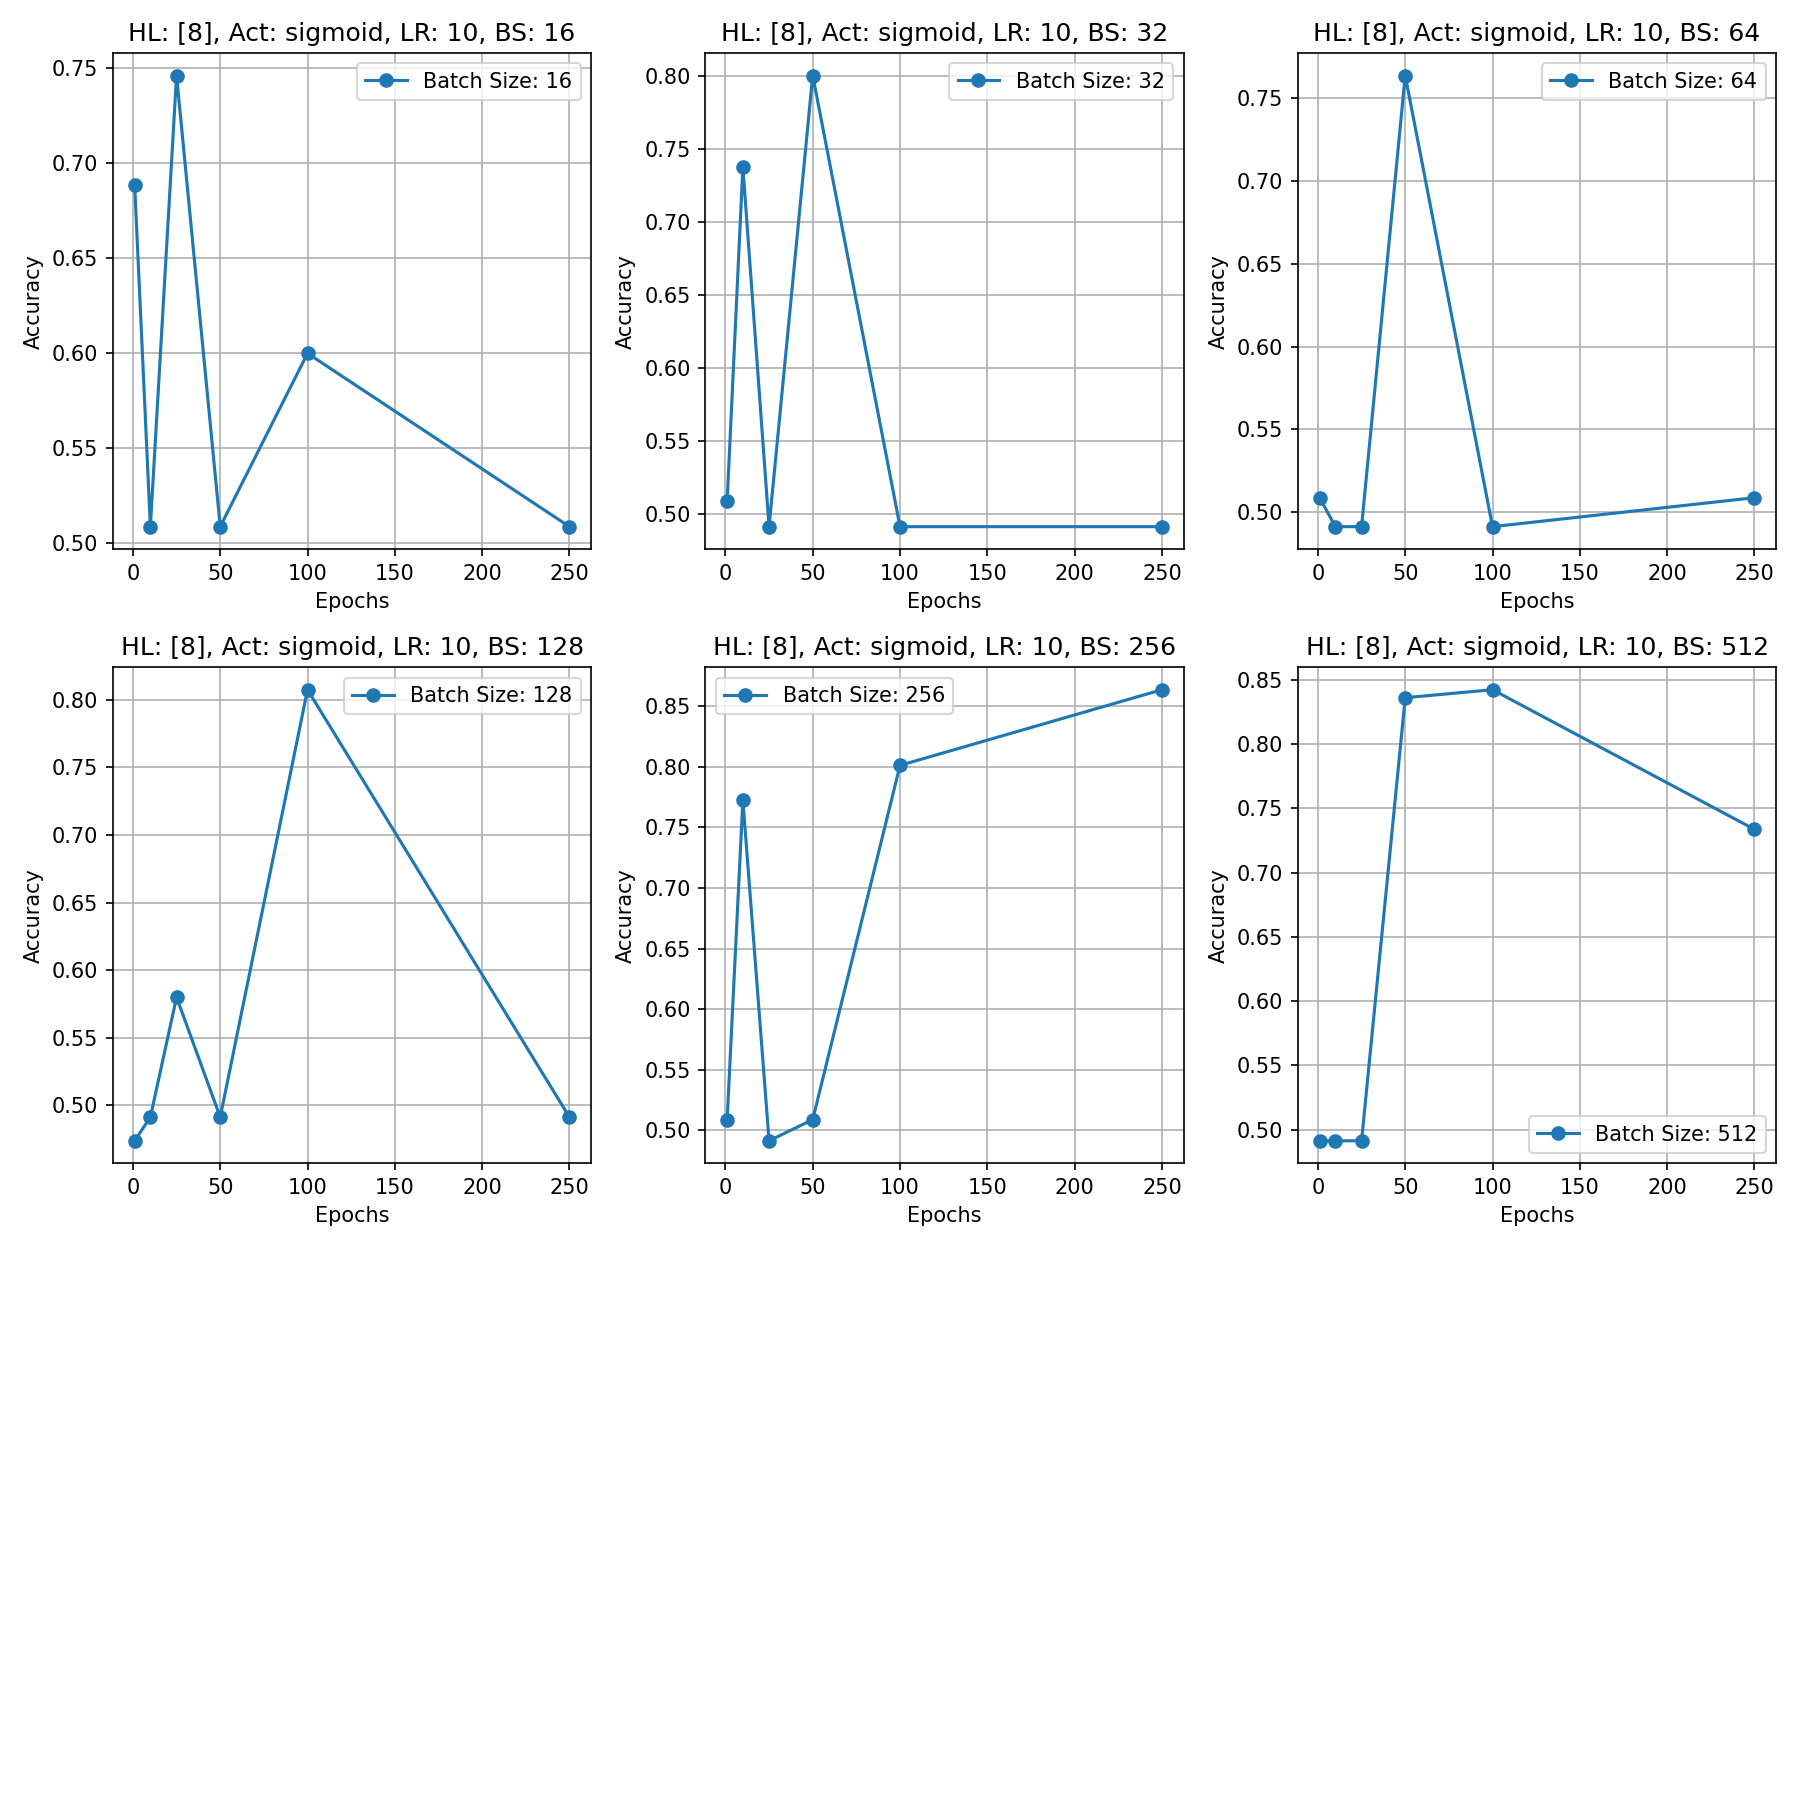 HL: [8], Act: sigmoid, LR: 10, BS: 16
Batch Size: 16
0.75
0.70
0.65
0.60
0.55
0.50
Accuracy
0 50 100 150 200 250
Epochs
HL: [8], Act: sigmoid, LR: 10, BS: 32
Batch Size: 32
0.80
0.75
0.70
0.65
0.60
0.55
0.50
Accuracy
0 50 100 150 200 250
Epochs
HL: [8], Act: sigmoid, LR: 10, BS: 64
Batch Size: 64
0.75
0.70
0.65
0.60
0.55
0.50
Accuracy
0 50 100 150 200 250
Epochs
HL: [8], Act: sigmoid, LR: 10, BS: 128
Batch Size: 128
0.80
0.75
0.70
0.65
0.60
0.55
0.50
Accuracy
0 50 100 150 200 250
Epochs
HL: [8], Act: sigmoid, LR: 10, BS: 256
Batch Size: 256
0.85
0.80
0.75
0.70
0.65
0.60
0.55
0.50
Accuracy
0 50 100 150 200 250
Epochs
HL: [8], Act: sigmoid, LR: 10, BS: 512
0.85
0.80
0.75
0.70
0.65
0.60
0.55
0.50
Accuracy
Batch Size: 512
0 50 100 150 200 250
Epochs